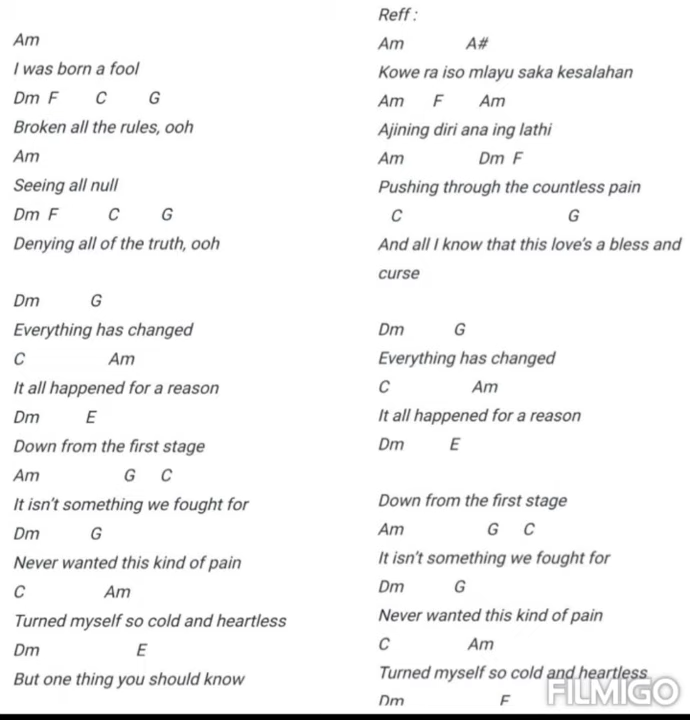 Am
I was born a fool
Dm F C G
Broken all the rules, ooh
Am
Seeing all null
Dm F C G
Denying all of the truth, ooh
Dm G
Everything has changed
C Am
It all happened for a reason
Dm E
Down from the first stage
Am G C
It isn't something we fought for
Dm G
Never wanted this kind of pain
C Am
Turned myself so cold and heartless
Dm E
But one thing you should know
Reff :
Am A#
Kowe ra iso mlayu saka kesalahan
Am F Am
Ajining diri ana ing lathi
Am Dm F
Pushing through the countless pain
C G
And all I know that this love's a bless and
curse
Dm G
Everything has changed
C Am
It all happened for a reason
Dm E
Down from the first stage
Am G C
It isn't something we fought for
Dm G
Never wanted this kind of pain
C Am
Turned myself so cold and heartless
Dm
FILMIGO